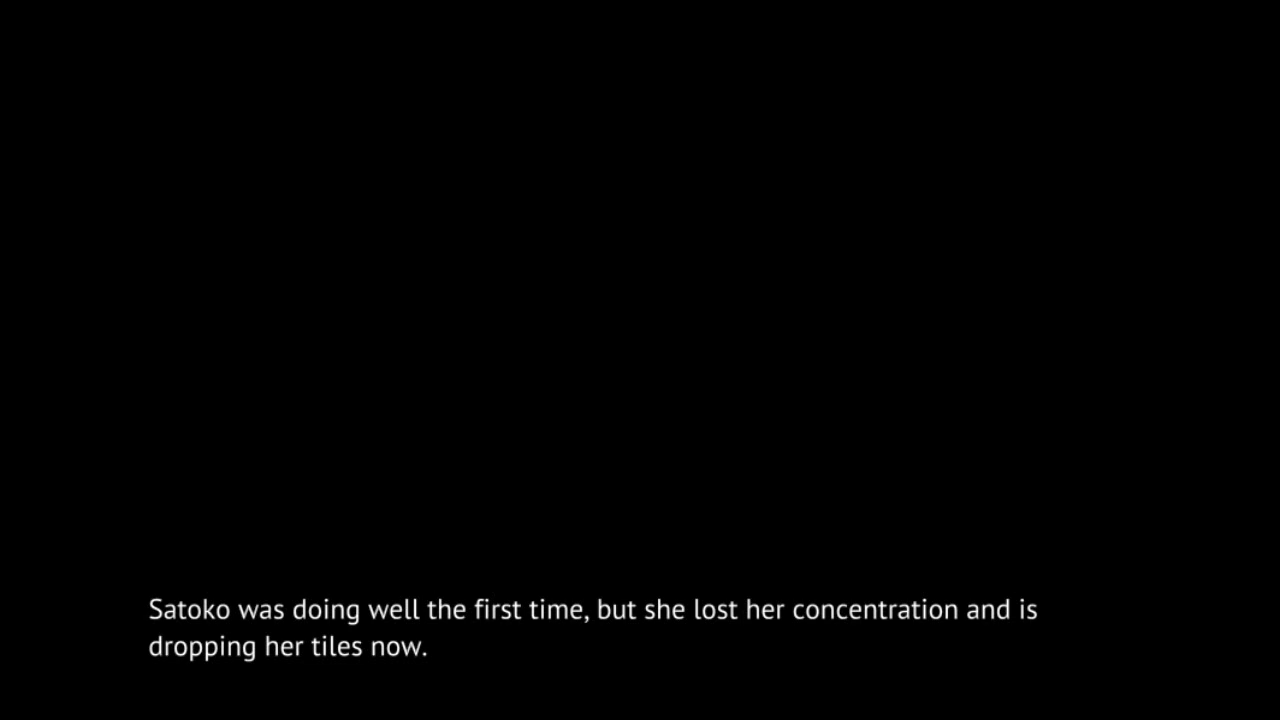 Satoko was doing well the first time, but she lost her concentration and is
dropping her tiles now.